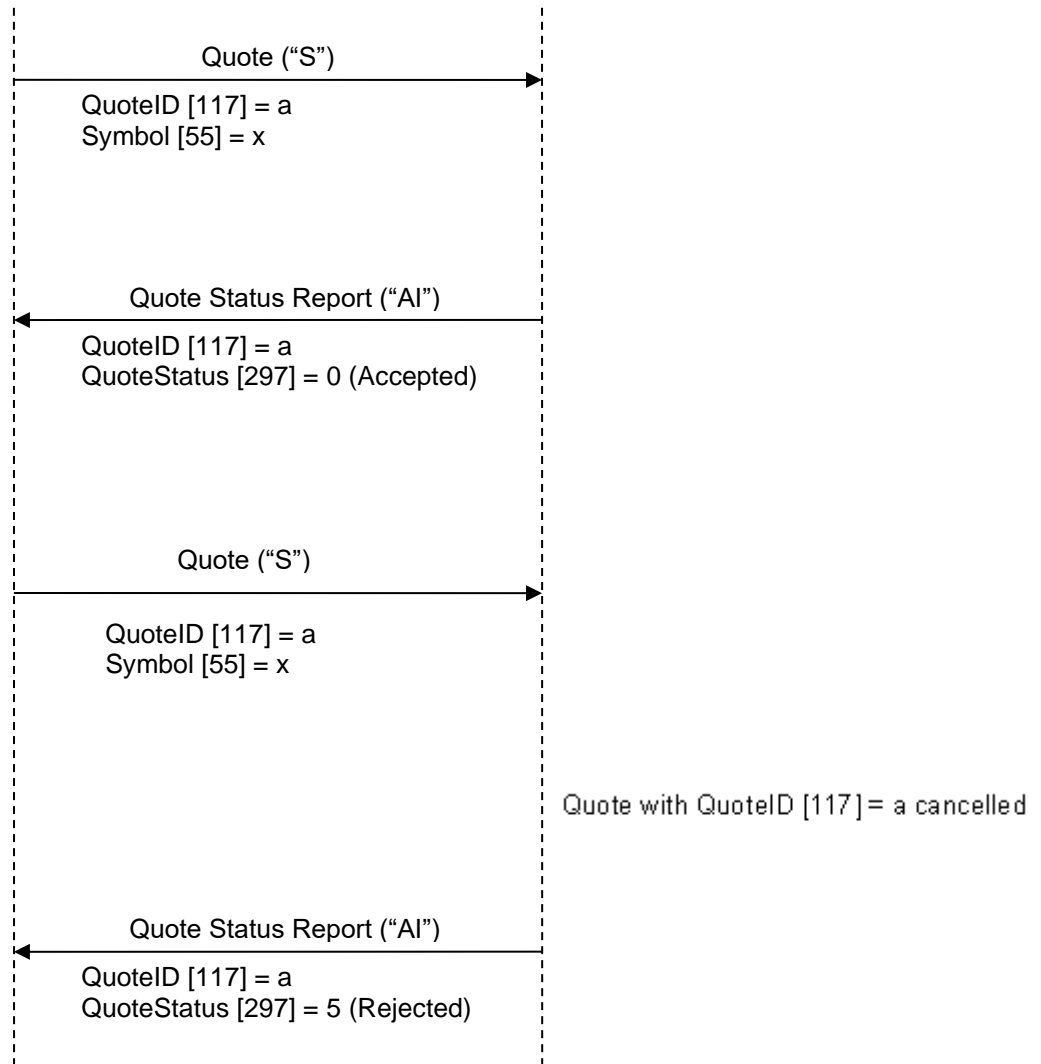 Quote (“S”)
QuoteID [117] = a
Symbol [55] = x
Quote Status Report (“AI”)
QuoteID [117] = a
QuoteStatus [297] = 0 (Accepted)
Quote (“S”)
QuoteID [117] = a
Symbol [55] = x
Quote with QuoteID [117] = a cancelled
Quote Status Report (“AI”)
QuoteID [117] = a
QuoteStatus [297] = 5 (Rejected)